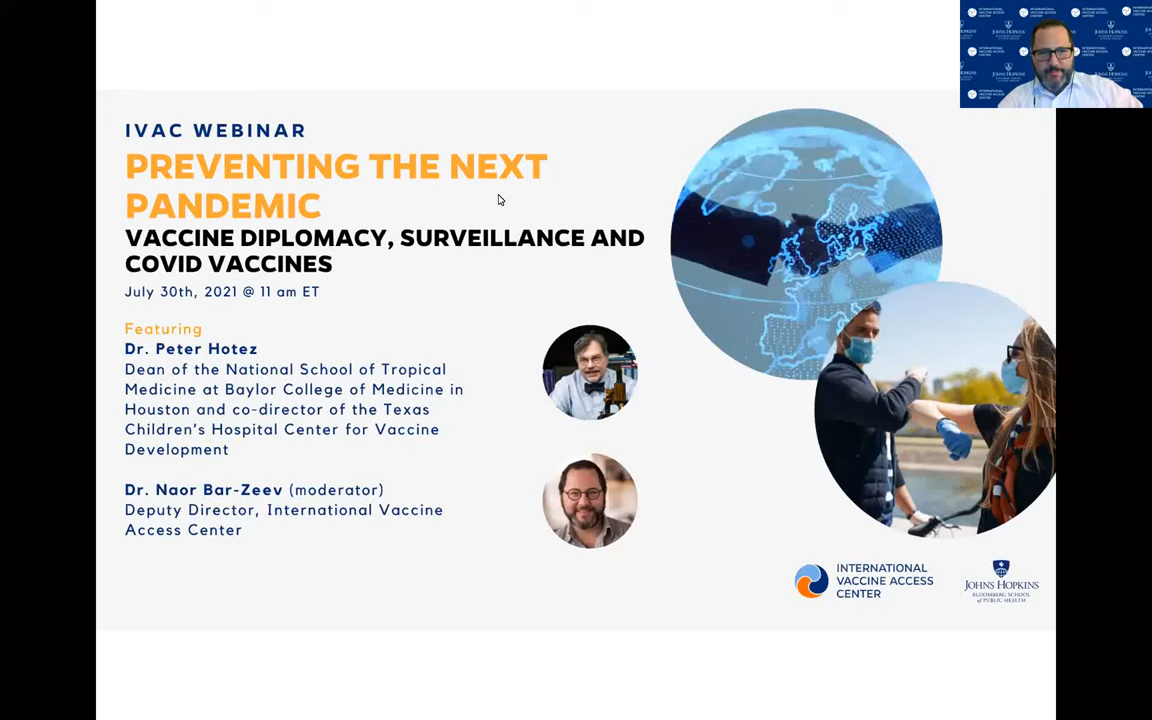 IVAC WEBINAR
PREVENTING THE NEXT
PANDEMIC
VACCINE DIPLOMACY, SURVEILLANCE AND
COVID VACCINES
July 30th, 2021 @ 11 am ET
Featuring
Dr. Peter Hotez
Dean of the National School of Tropical
Medicine at Baylor College of Medicine in
Houston and co-director of the Texas
Children's Hospital Center for Vaccine
Development
Dr. Naor Bar-Zeev (moderator)
Deputy Director, International Vaccine
Access Center
INTERNATIONAL
VACCINE ACCESS
CENTER
JOHNS HOPKINS
BLOOMBERG SCHOOL
of PUBLIC HEALTH